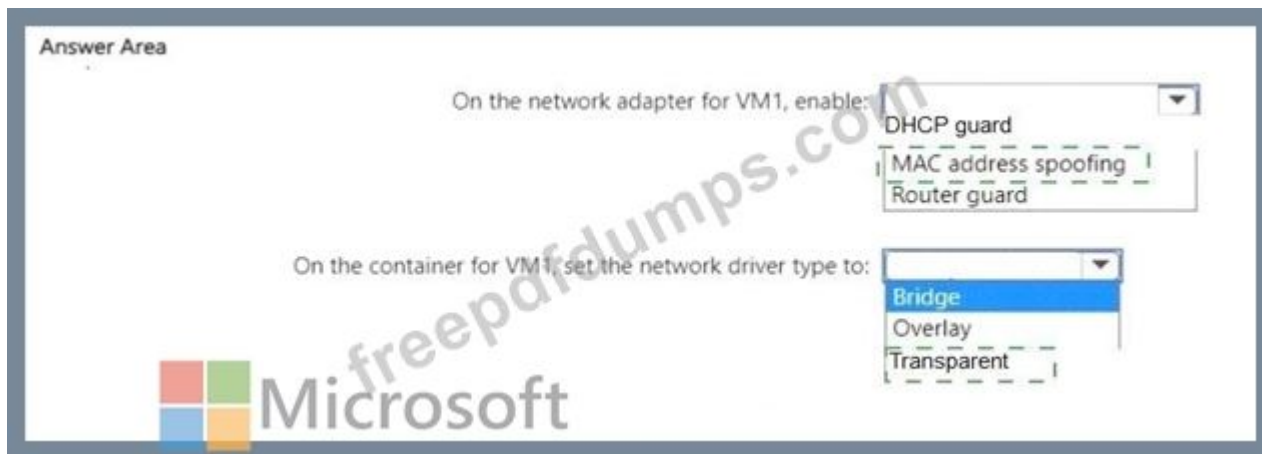 Answer Area
On the network adapter for VM1, enable:
DHCP guard
MAC address spoofing
Router guard
On the container for VM1, set the network driver type to:
Bridge
Overlay
Transparent
freepdfdumps.com
Microsoft